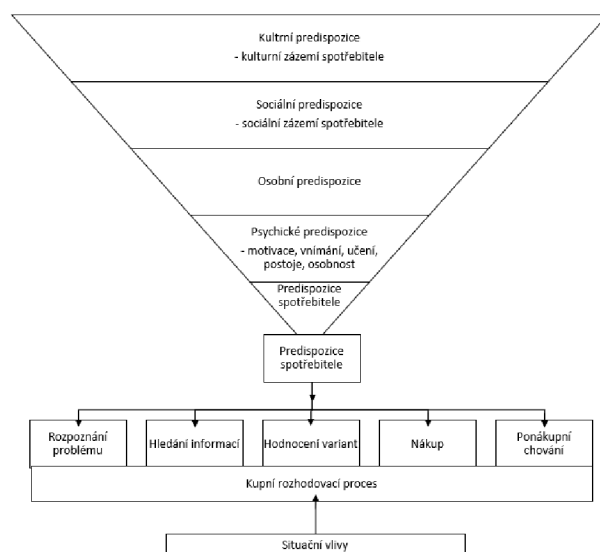 Kultrní predispozice
- kulturní zázemí spotřebitele
Sociální predispozice
- sociální zázemí spotřebitele
Osobní predispozice
Psychické predispozice
- motivace, vnímání, učení,
postoje, osobnost
Predispozice
spotřebitele
Predispozice
spotřebitele
Rozpoznání
problému
Hledání informací
Hodnocení variant
Nákup
Ponákupní
chování
Kupní rozhodovací proces
Situační vlivy